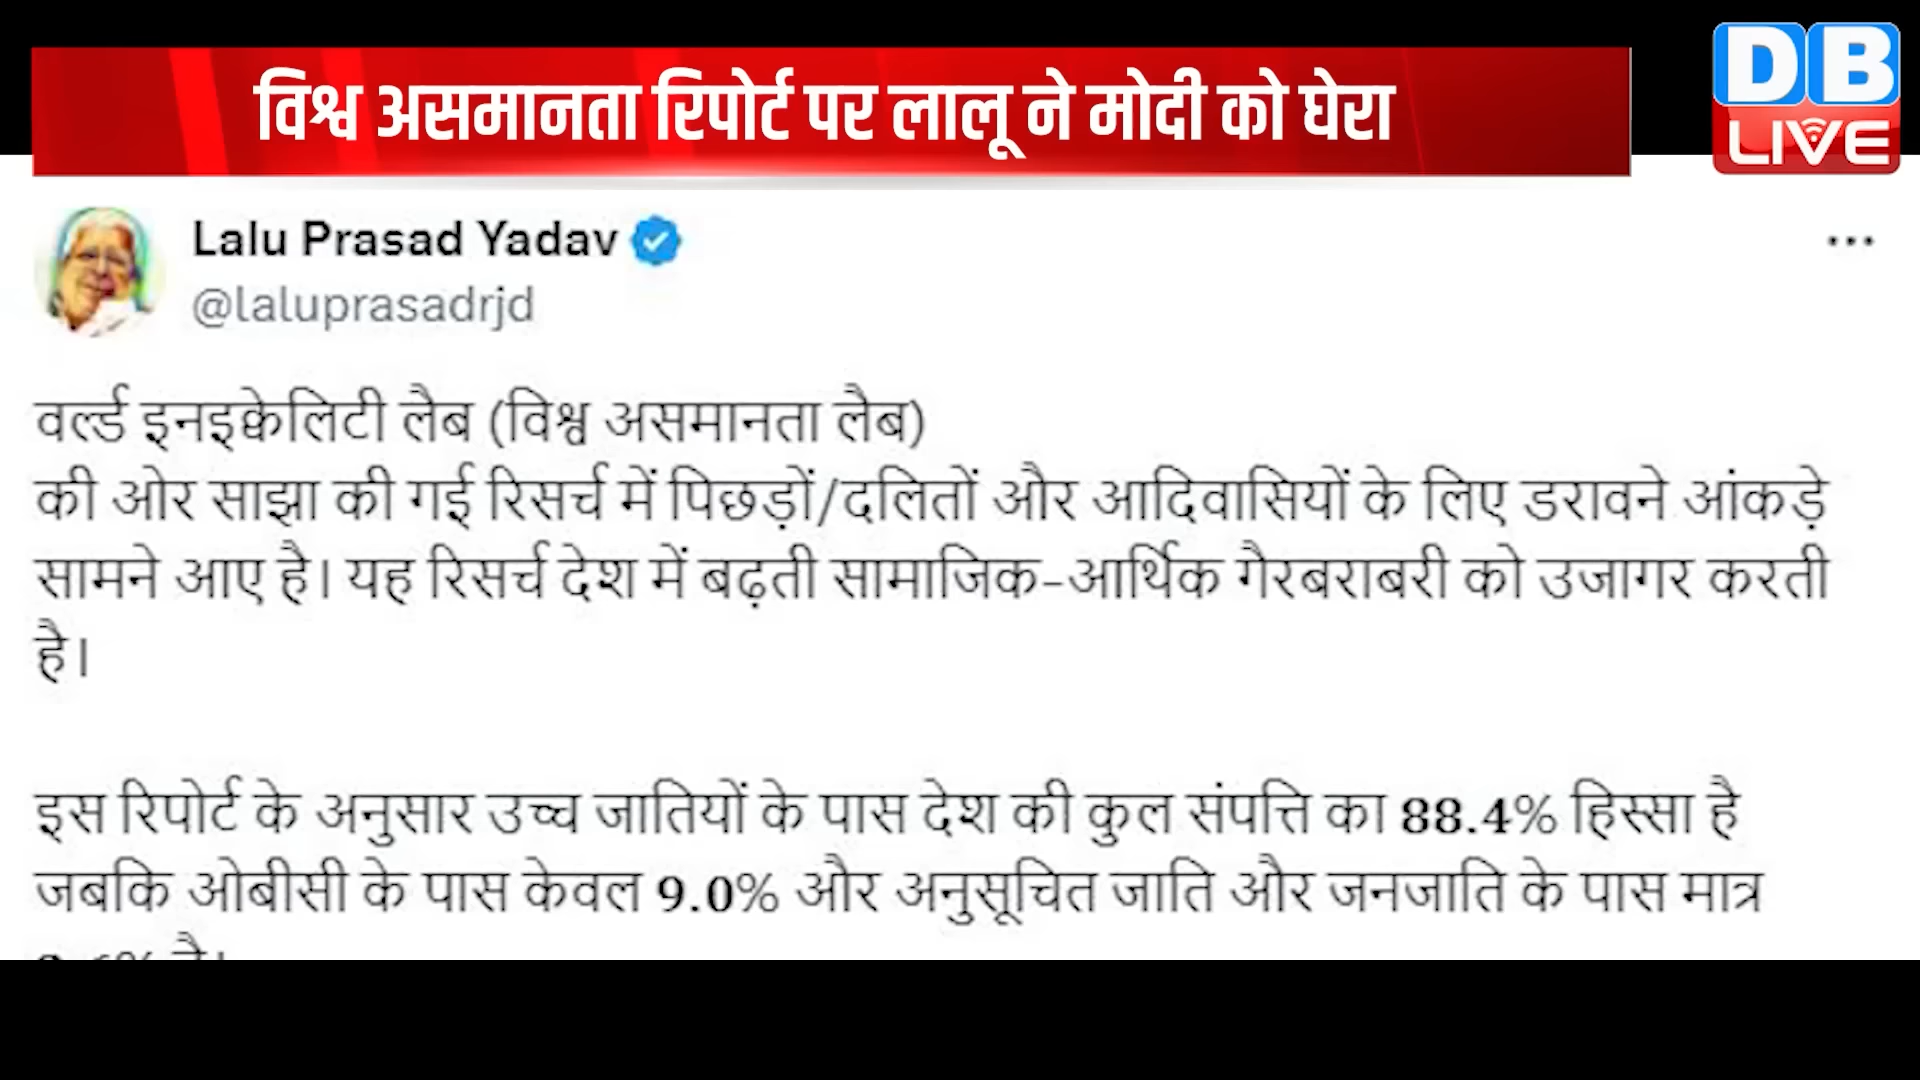 विश्व असमानता रिपोर्ट पर लालू ने मोदी को घेरा
DB
LIVE
Lalu Prasad Yadav
@laluprasadrjd
वर्ल्ड इनइक्वेलिटी लैब (विश्व असमानता लैब)
की ओर साझा की गई रिसर्च में पिछड़ों/दलितों और आदिवासियों के लिए डरावने आंकड़े
सामने आए है। यह रिसर्च देश में बढ़ती सामाजिक-आर्थिक गैरबराबरी को उजागर करती
है।
इस रिपोर्ट के अनुसार उच्च जातियों के पास देश की कुल संपत्ति का 88.4% हिस्सा है
जबकि ओबीसी के पास केवल 9.0% और अनुसूचित जाति और जनजाति के पास मात्र
है।